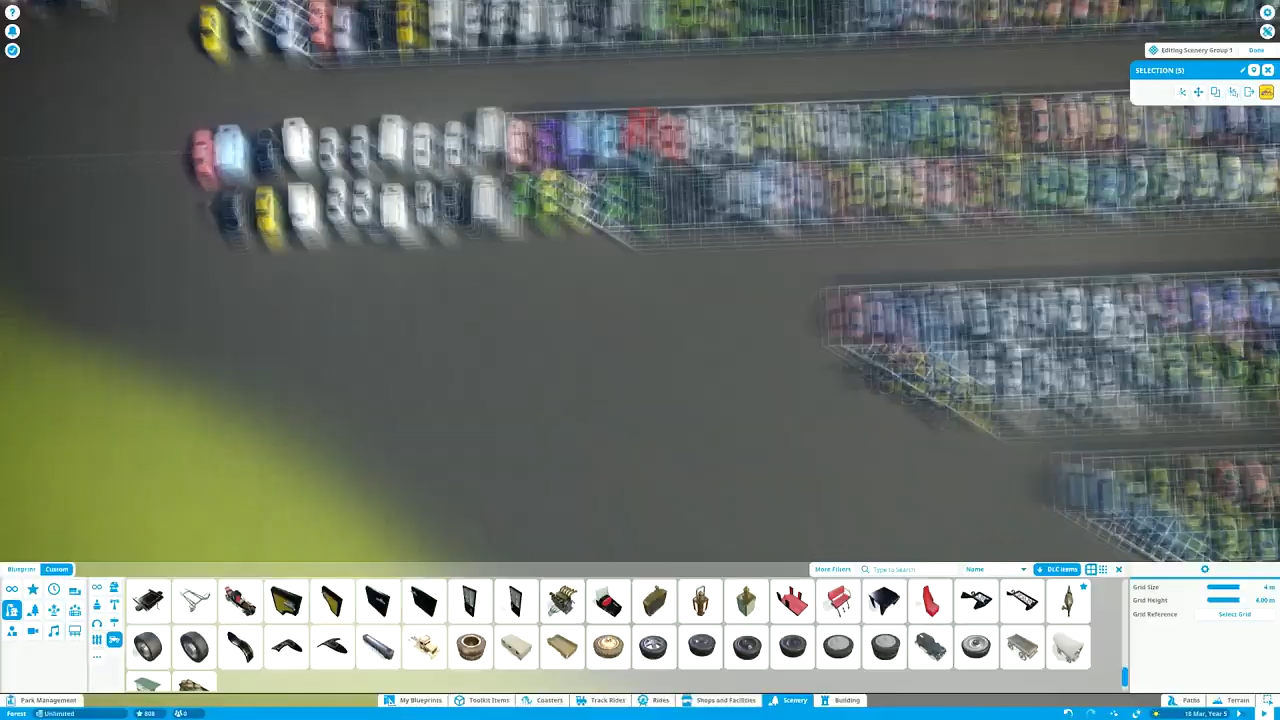 Editing Scenery Group 1 Done
SELECTION (5)
Blueprint Custom
More Filters Type to Search Name DLC Items
Grid Size 4 m
Grid Height 4.00 m
Grid Reference Select Grid
Park Management My Blueprints Toolkit Items Coasters Track Rides Rides Shops and Facilities Scenery Building Paths Terrain
Forest Unlimited 808 0 18 Mar, Year 5